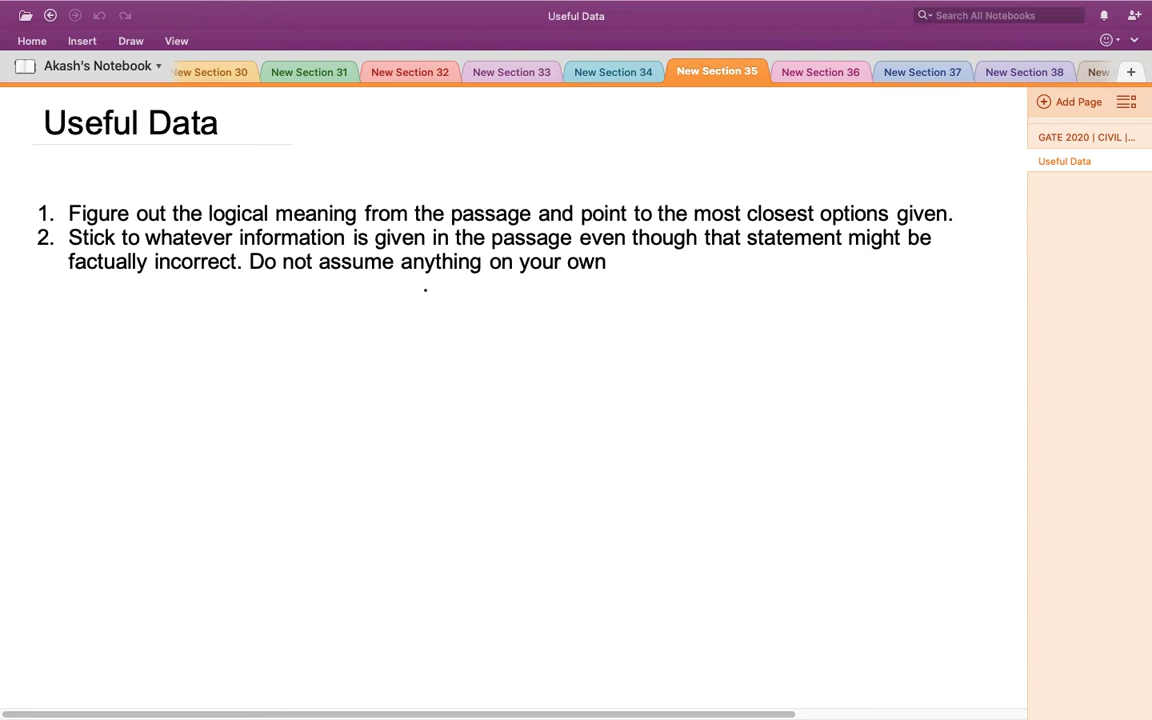 Useful Data
Search All Notebooks
Home Insert Draw View
Akash's Notebook New Section 30 New Section 31 New Section 32 New Section 33 New Section 34 New Section 35 New Section 36 New Section 37 New Section 38 New
Useful Data
Add Page
GATE 2020 | CIVIL |...
Useful Data
1. Figure out the logical meaning from the passage and point to the most closest options given.
2. Stick to whatever information is given in the passage even though that statement might be
factually incorrect. Do not assume anything on your own